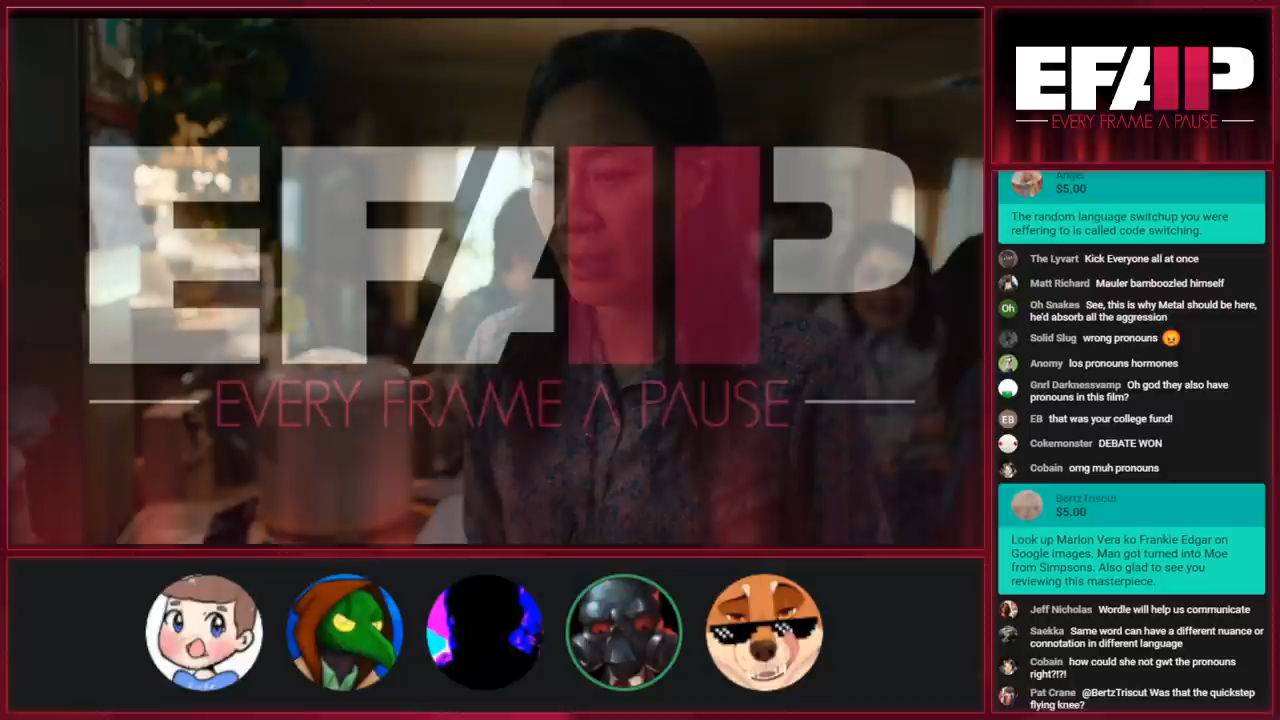 EFAP
EVERY FRAME A PAUSE
EFAP
EVERY FRAME A PAUSE
Angel
$5.00
The random language switchup you were
reffering to is called code switching.
The Lyvart Kick Everyone all at once
Matt Richard Mauler bamboozled himself
Oh
Oh Snakes See, this is why Metal should be here,
he'd absorb all the aggression
Solid Slug wrong pronouns 😡
Anomy los pronouns hormones
Gnrl Darknessvamp Oh god they also have
pronouns in this film?
EB
EB that was your college fund!
Cokemonster DEBATE WON
Cobain omg muh pronouns
BertzTriscut
$5.00
Look up Marlon Vera ko Frankie Edgar on
Google images. Man got turned into Moe
from Simpsons. Also glad to see you
reviewing this masterpiece.
Jeff Nicholas Wordle will help us communicate
Saekka Same word can have a different nuance or
connotation in different language
Cobain how could she not gwt the pronouns
right?!?!
Pat Crane @BertzTriscut Was that the quickstep
flying knee?